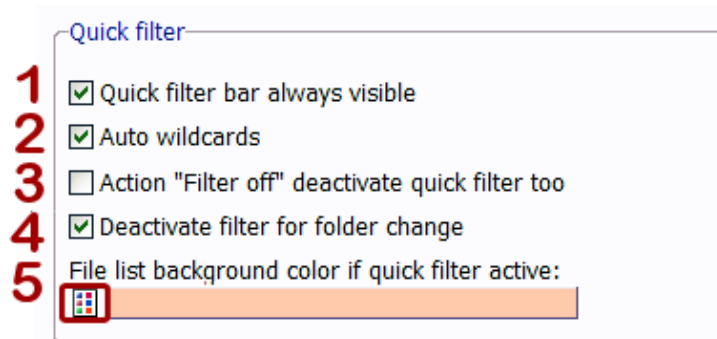 Quick filter
1 Quick filter bar always visible
2 Auto wildcards
3 Action "Filter off" deactivate quick filter too
4 Deactivate filter for folder change
5 File list background color if quick filter active: